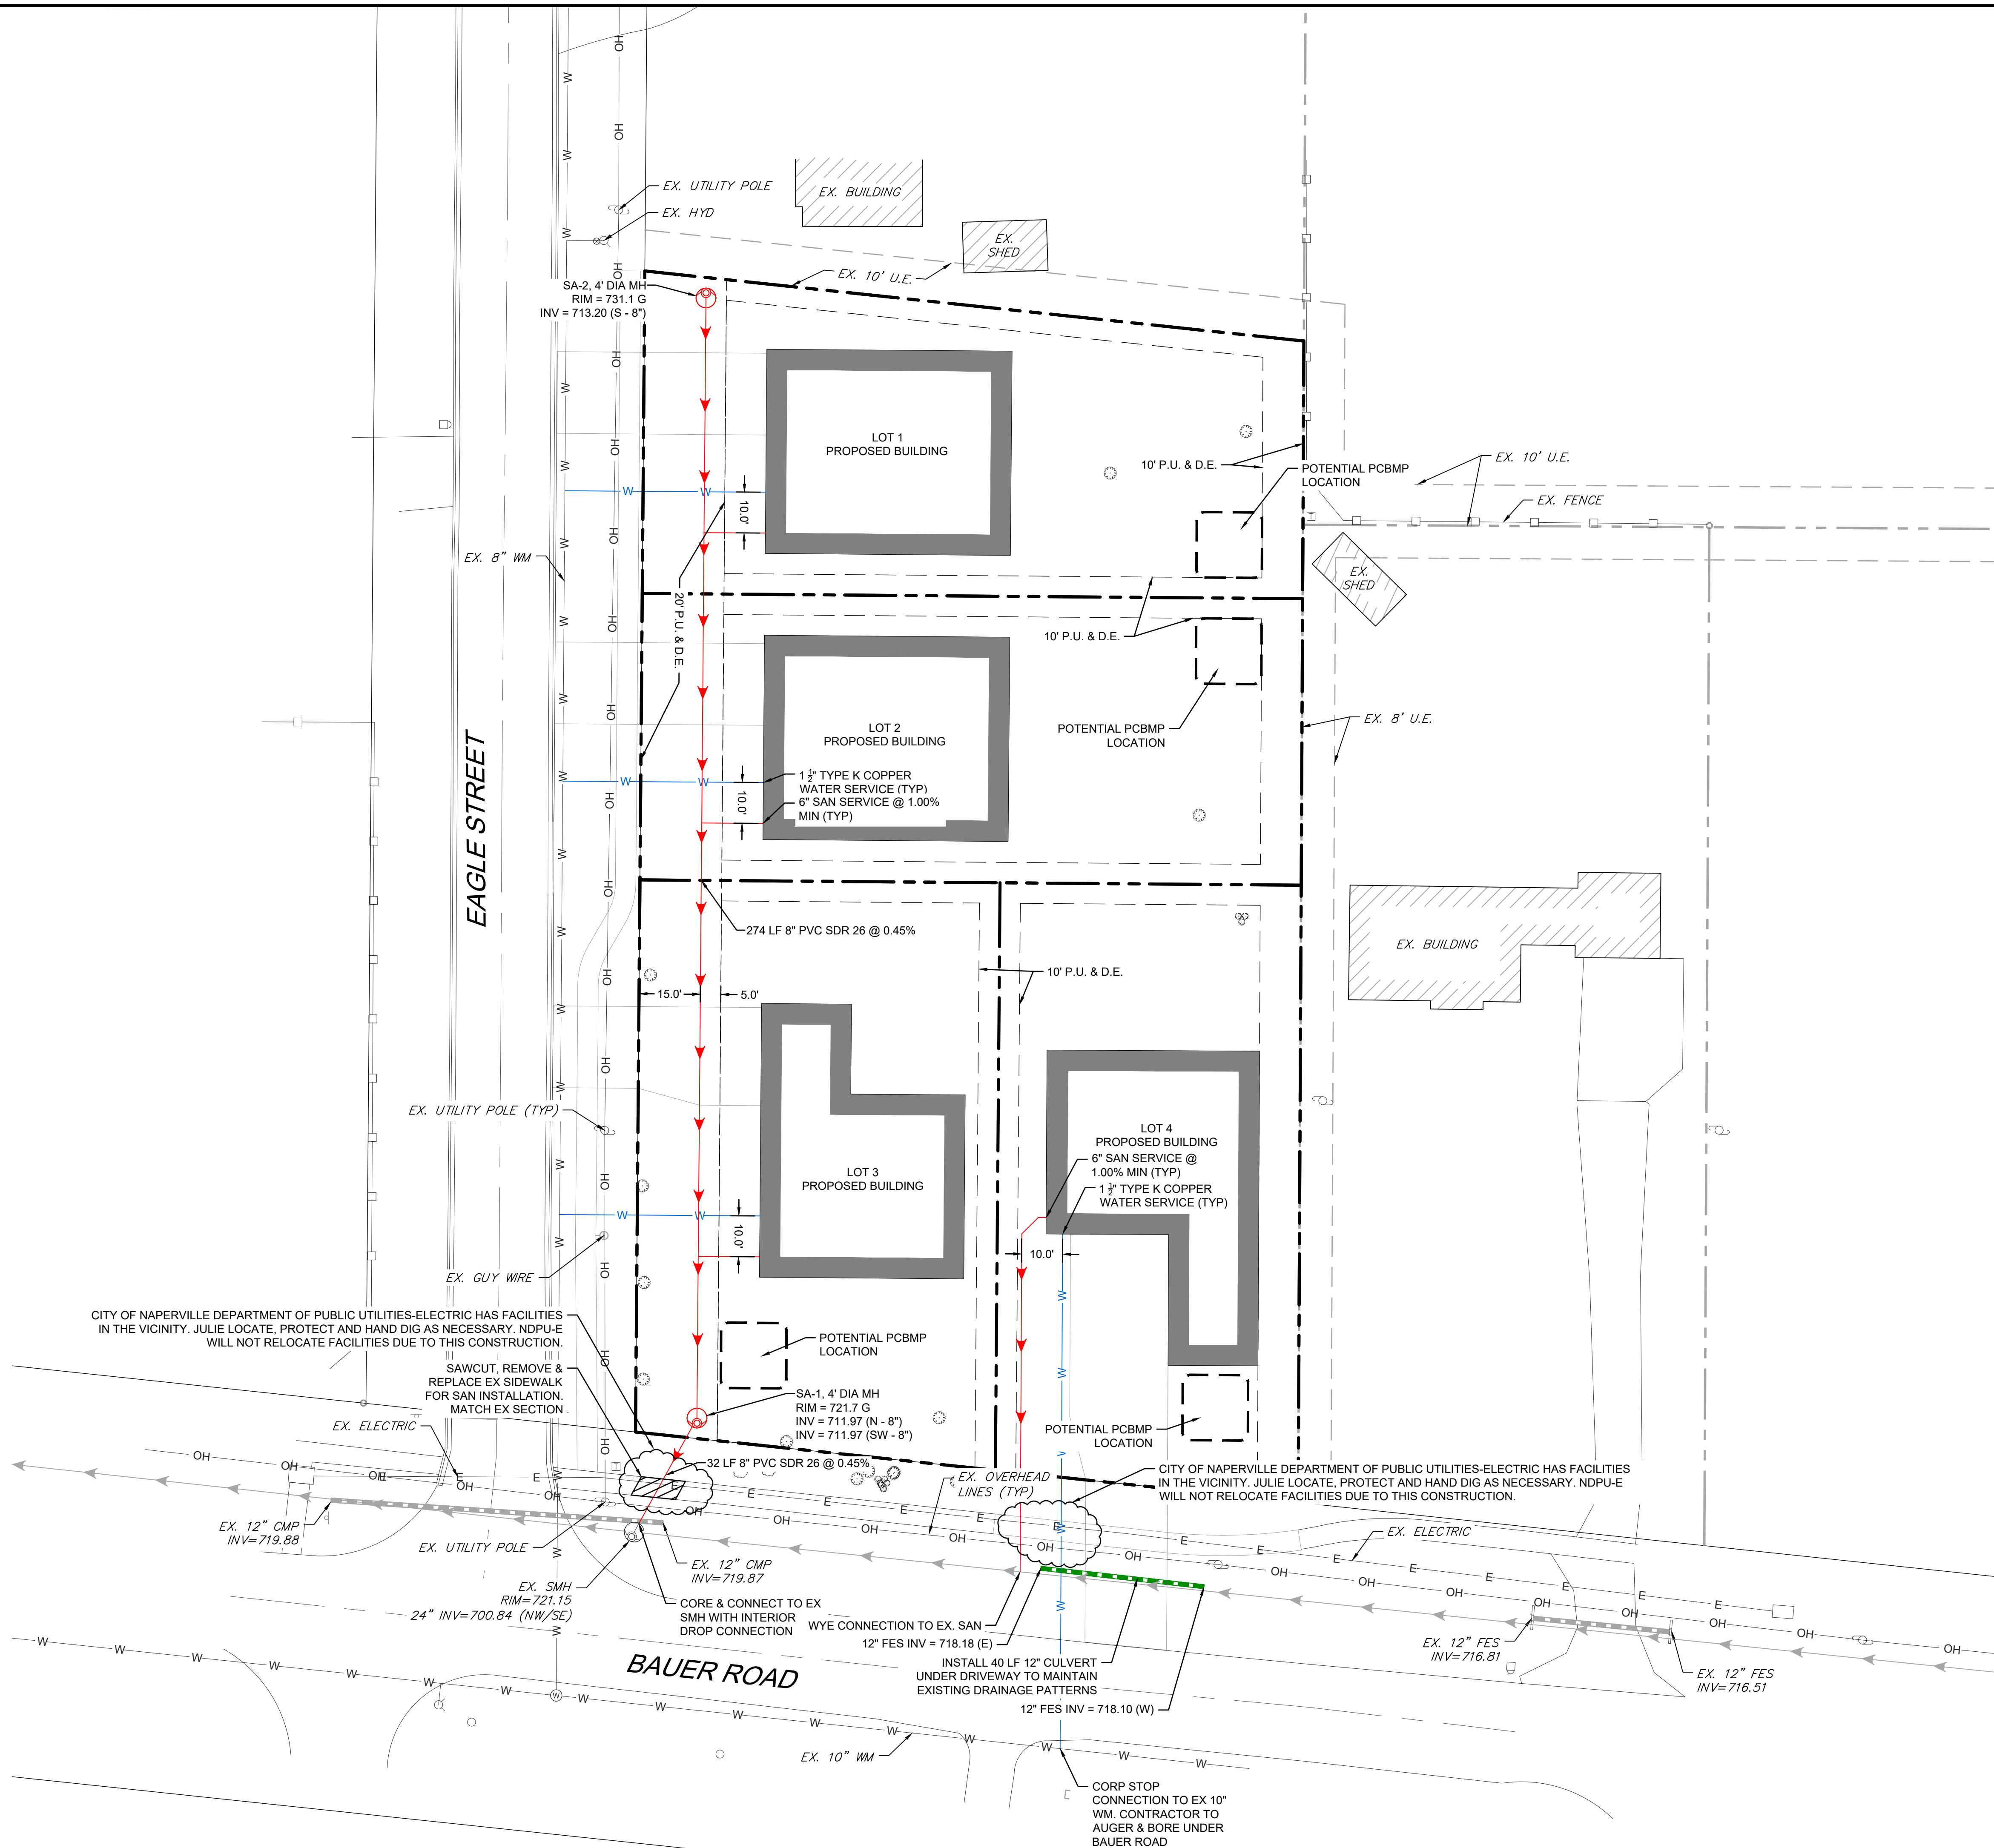 EX. UTILITY POLE
EX. HYD
EX. BUILDING
EX.
SHED
EX. 10' U.E.
SA-2, 4' DIA MH
RIM = 731.1 G
INV = 713.20 (S - 8")
LOT 1
PROPOSED BUILDING
10' P.U. & D.E.
POTENTIAL PCBMP
LOCATION
EX. 10' U.E.
EX. FENCE
10.0'
EX. 8" WM
EX.
SHED
20' P.U. & D.E.
10' P.U. & D.E.
EAGLE STREET
LOT 2
PROPOSED BUILDING
POTENTIAL PCBMP
LOCATION
EX. 8' U.E.
1 1/2" TYPE K COPPER
WATER SERVICE (TYP)
6" SAN SERVICE @ 1.00%
MIN (TYP)
10.0'
274 LF 8" PVC SDR 26 @ 0.45%
EX. BUILDING
10' P.U. & D.E.
15.0'
5.0'
EX. UTILITY POLE (TYP)
LOT 3
PROPOSED BUILDING
LOT 4
PROPOSED BUILDING
6" SAN SERVICE @
1.00% MIN (TYP)
1 1/2" TYPE K COPPER
WATER SERVICE (TYP)
10.0'
10.0'
EX. GUY WIRE
CITY OF NAPERVILLE DEPARTMENT OF PUBLIC UTILITIES-ELECTRIC HAS FACILITIES
IN THE VICINITY. JULIE LOCATE, PROTECT AND HAND DIG AS NECESSARY. NDPU-E
WILL NOT RELOCATE FACILITIES DUE TO THIS CONSTRUCTION.
SAWCUT, REMOVE &
REPLACE EX SIDEWALK
FOR SAN INSTALLATION.
MATCH EX SECTION
POTENTIAL PCBMP
LOCATION
SA-1, 4' DIA MH
RIM = 721.7 G
INV = 711.97 (N - 8")
INV = 711.97 (SW - 8")
EX. ELECTRIC
POTENTIAL PCBMP
LOCATION
32 LF 8" PVC SDR 26 @ 0.45%
EX. OVERHEAD
LINES (TYP)
CITY OF NAPERVILLE DEPARTMENT OF PUBLIC UTILITIES-ELECTRIC HAS FACILITIES
IN THE VICINITY. JULIE LOCATE, PROTECT AND HAND DIG AS NECESSARY. NDPU-E
WILL NOT RELOCATE FACILITIES DUE TO THIS CONSTRUCTION.
EX. 12" CMP
INV=719.88
EX. UTILITY POLE
EX. ELECTRIC
EX. 12" CMP
INV=719.87
EX. SMH
RIM=721.15
24" INV=700.84 (NW/SE)
CORE & CONNECT TO EX
SMH WITH INTERIOR
DROP CONNECTION
WYE CONNECTION TO EX. SAN
12" FES INV = 718.18 (E)
INSTALL 40 LF 12" CULVERT
UNDER DRIVEWAY TO MAINTAIN
EXISTING DRAINAGE PATTERNS
12" FES INV = 718.10 (W)
EX. 12" FES
INV=716.81
EX. 12" FES
INV=716.51
BAUER ROAD
EX. 10" WM
CORP STOP
CONNECTION TO EX 10"
WM. CONTRACTOR TO
AUGER & BORE UNDER
BAUER ROAD